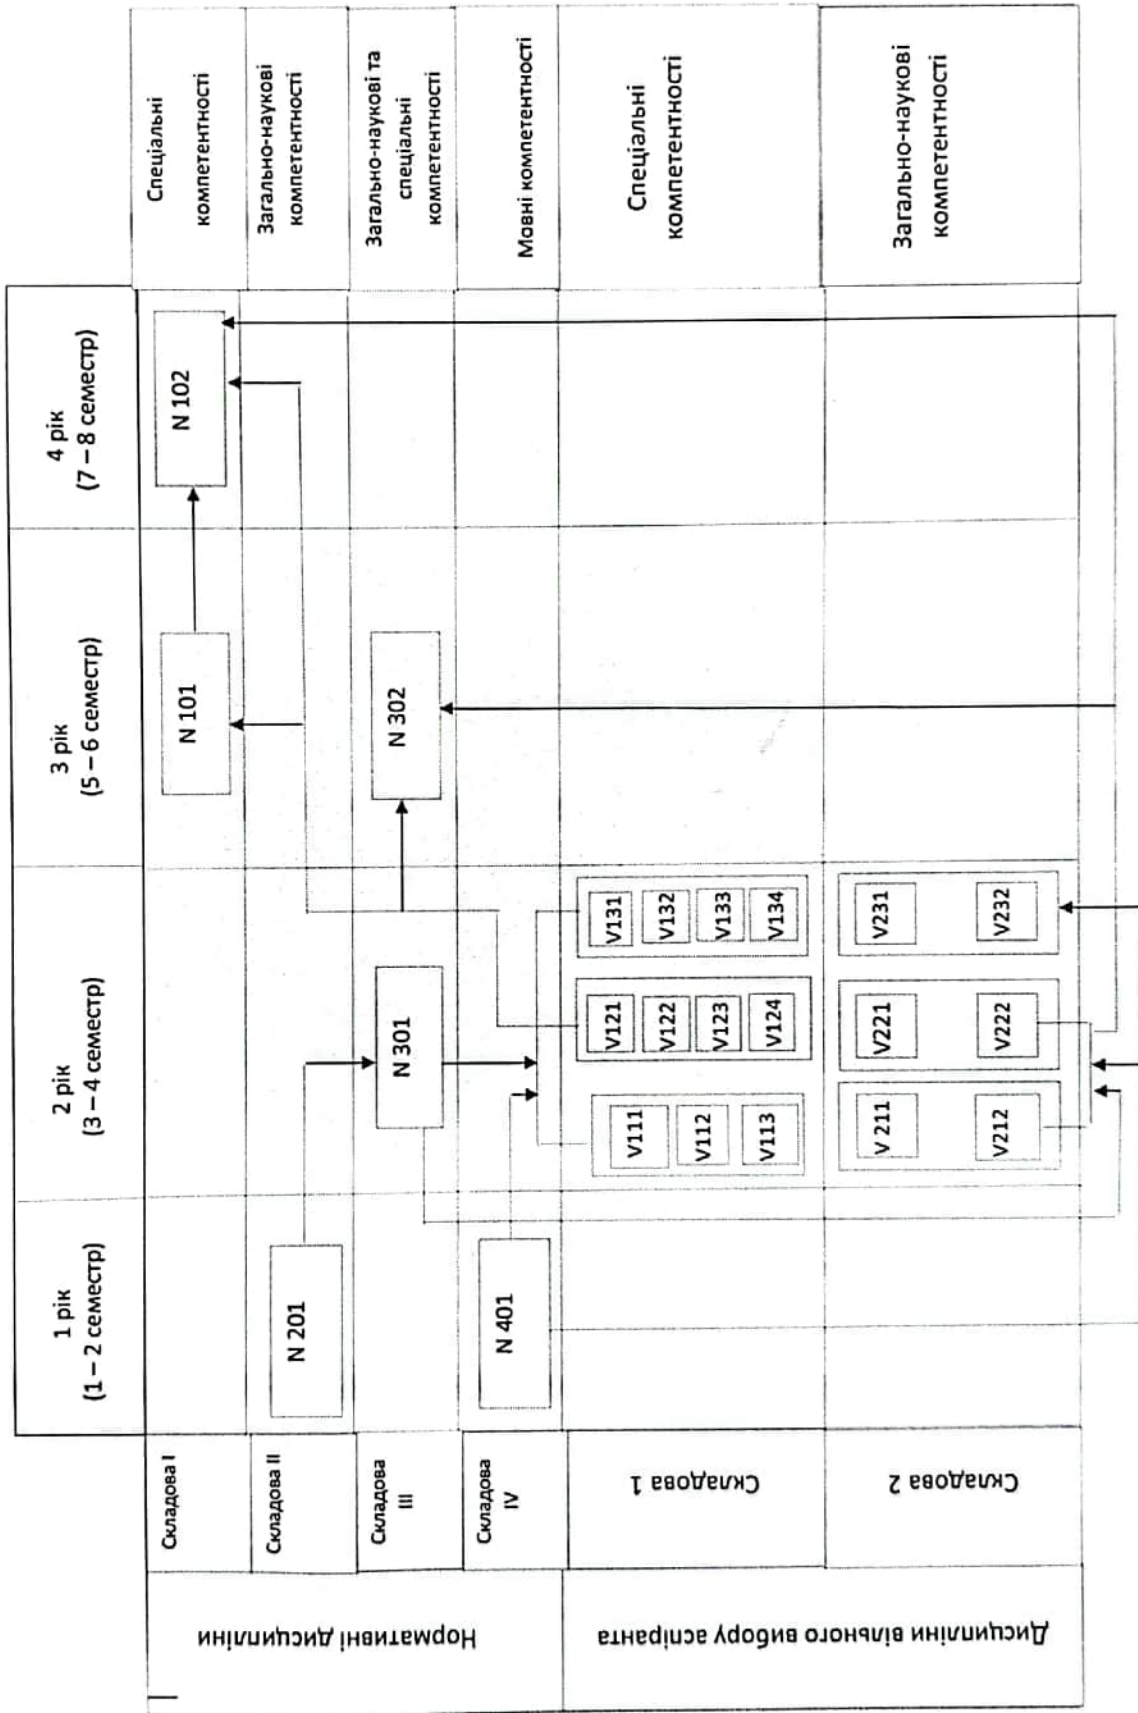 1 рік
(1 – 2 семестр)
2 рік
(3 – 4 семестр)
3 рік
(5 – 6 семестр)
4 рік
(7 – 8 семестр)
Нормативні дисципліни
Складова I
N 101
N 102
Спеціальні
компетентності
Складова II
N 201
Загально-наукові
компетентності
Складова
III
N 301
N 302
Загально-наукові та
спеціальні
компетентності
Складова
IV
N 401
Мовні компетентності
Дисципліни вільного вибору аспіранта
Складова 1
V111
V112
V113
V121
V122
V123
V124
V131
V132
V133
V134
Спеціальні
компетентності
Складова 2
V 211
V212
V221
V222
V231
V232
Загально-наукові
компетентності